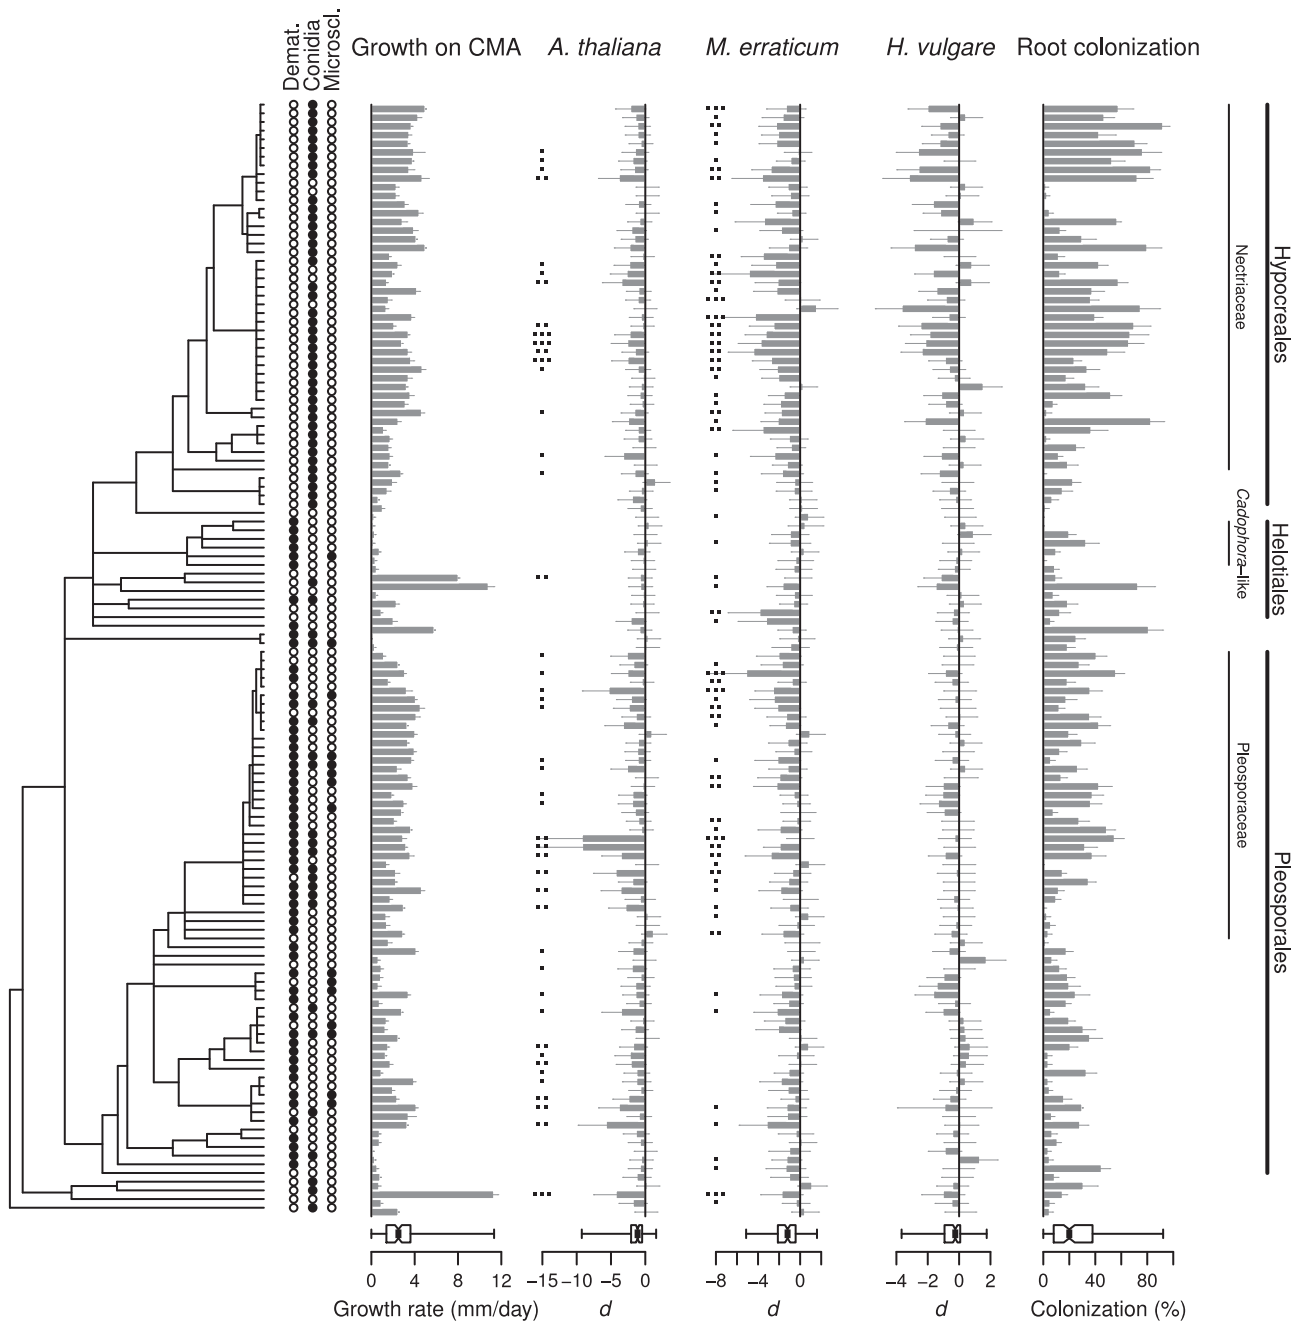 Demat.
Conidia
Microscl.
Growth on CMA
A. thaliana
M. erraticum
H. vulgare
Root colonization
Hypocreales
Nectriaceae
Helotiales
Cadophora–like
Pleosporales
Pleosporaceae
0 4 8 12
−15 −10 −5 0
−8 −4 0
−4 −2 0 2
0 40 80
Growth rate (mm/day)
d
d
d
Colonization (%)